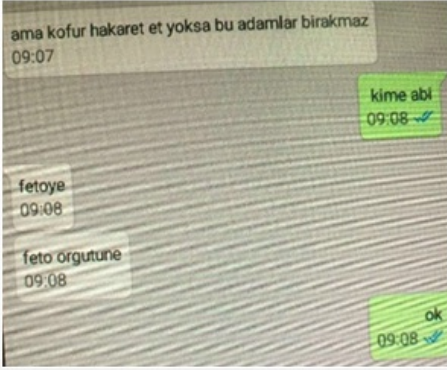 ama kofur hakaret et yoksa bu adamlar birakmaz
09:07
kime abi
09:08
fetoye
09:08
feto orgutune
09:08
ok
09:08